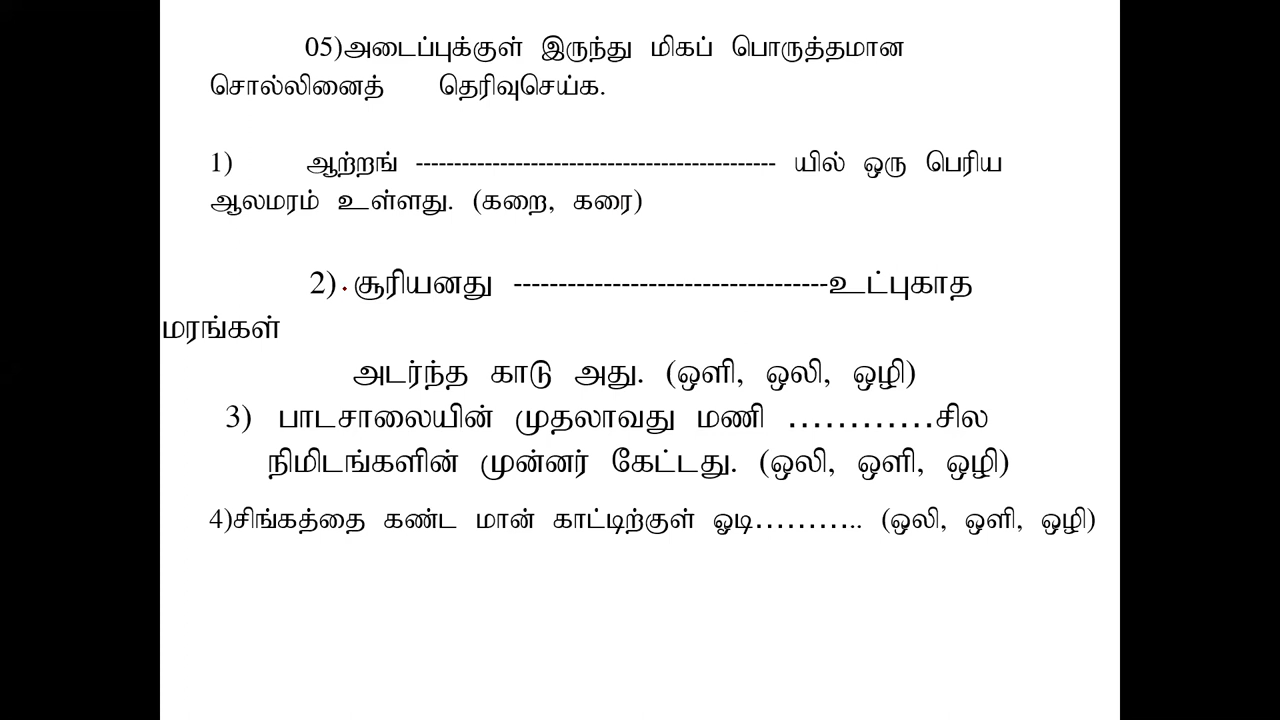 05)அடைப்புக்குள் இருந்து மிகப் பொருத்தமான
சொல்லினைத் தெரிவுசெய்க.
1) ஆற்றங் ----------------------------------------------- யில் ஒரு பெரிய
ஆலமரம் உள்ளது. (கறை, கரை)
2) சூரியனது -----------------------------------உட்புகாத
மரங்கள்
அடர்ந்த காடு அது. (ஒளி, ஒலி, ஒழி)
3) பாடசாலையின் முதலாவது மணி …………சில
நிமிடங்களின் முன்னர் கேட்டது. (ஒலி, ஒளி, ஒழி)
4)சிங்கத்தை கண்ட மான் காட்டிற்குள் ஓடி……….. (ஒலி, ஒளி, ஒழி)